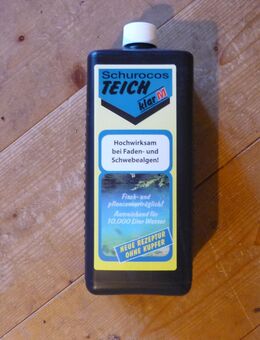 Schurocos
TEICH
klar M
Hochwirksam
bei Faden- und
Schwebealgen!
Fisch- und
pflanzenverträglich!
Ausreichend für
10.000 Liter Wasser
NEUE REZEPTUR
OHNE KUPFER